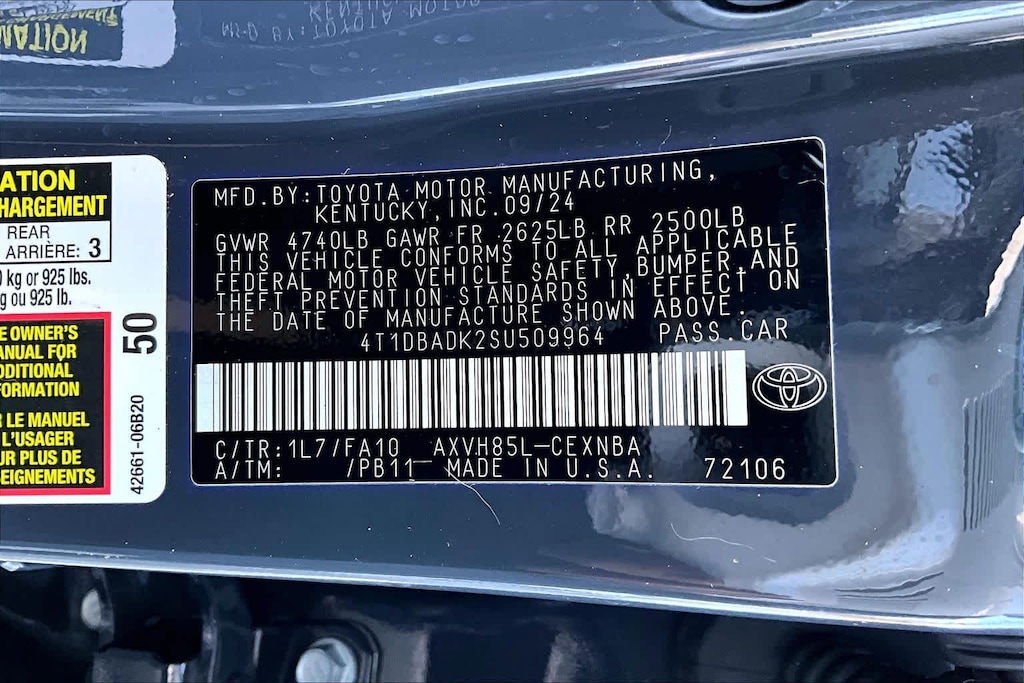 MFD. BY: TOYOTA MOTOR MANUFACTURING,
KENTUCKY, INC. 09/24
GVWR 4740LB GAWR FR 2625LB RR 2500LB
THIS VEHICLE CONFORMS TO ALL APPLICABLE
FEDERAL MOTOR VEHICLE SAFETY, BUMPER, AND
THEFT PREVENTION STANDARDS IN EFFECT ON
THE DATE OF MANUFACTURE SHOWN ABOVE.
4T1DBADK2SU509964 PASS. CAR
C/TR: 1L7/FA10 AXVH85L-CEXNBA
A/TM: /PB11 MADE IN U.S.A. 72106
ATION
HARGEMENT
REAR
ARRIÈRE: 3
kg or 925 lbs.
ou 925 lb.
OWNER'S
ANUAL FOR
DDITIONAL
FORMATION
LE MANUEL
L'USAGER
PLUS DE
SEIGNEMENTS
50
42661-06B20
TOYOTA MOTOR